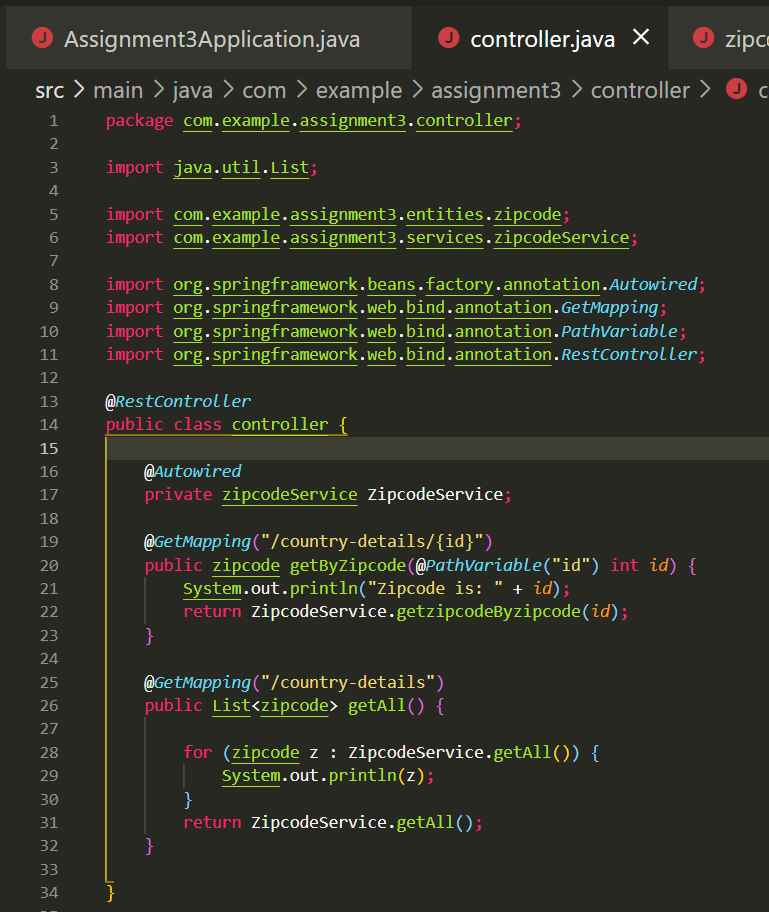 J Assignment3Application.java J controller.java × J zipc
src > main > java > com > example > assignment3 > controller > J c
1 package com.example.assignment3.controller;
2
3 import java.util.List;
4
5 import com.example.assignment3.entities.zipcode;
6 import com.example.assignment3.services.zipcodeService;
7
8 import org.springframework.beans.factory.annotation.Autowired;
9 import org.springframework.web.bind.annotation.GetMapping;
10 import org.springframework.web.bind.annotation.PathVariable;
11 import org.springframework.web.bind.annotation.RestController;
12
13 @RestController
14 public class controller {
15
16     @Autowired
17     private zipcodeService ZipcodeService;
18
19     @GetMapping("/country-details/{id}")
20     public zipcode getByZipcode(@PathVariable("id") int id) {
21         System.out.println("Zipcode is: " + id);
22         return ZipcodeService.getzipcodeByzipcode(id);
23     }
24
25     @GetMapping("/country-details")
26     public List<zipcode> getAll() {
27
28         for (zipcode z : ZipcodeService.getAll()) {
29             System.out.println(z);
30         }
31         return ZipcodeService.getAll();
32     }
33
34 }